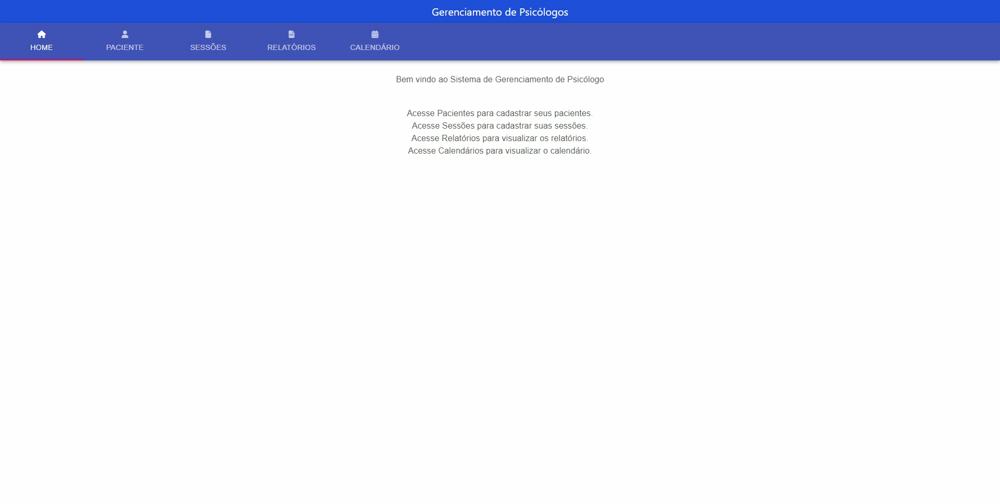 Gerenciamento de Psicólogos
HOME
PACIENTE
SESSÕES
RELATÓRIOS
CALENDÁRIO
Bem vindo ao Sistema de Gerenciamento de Psicólogo
Acesse Pacientes para cadastrar seus pacientes.
Acesse Sessões para cadastrar suas sessões.
Acesse Relatórios para visualizar os relatórios.
Acesse Calendários para visualizar o calendário.